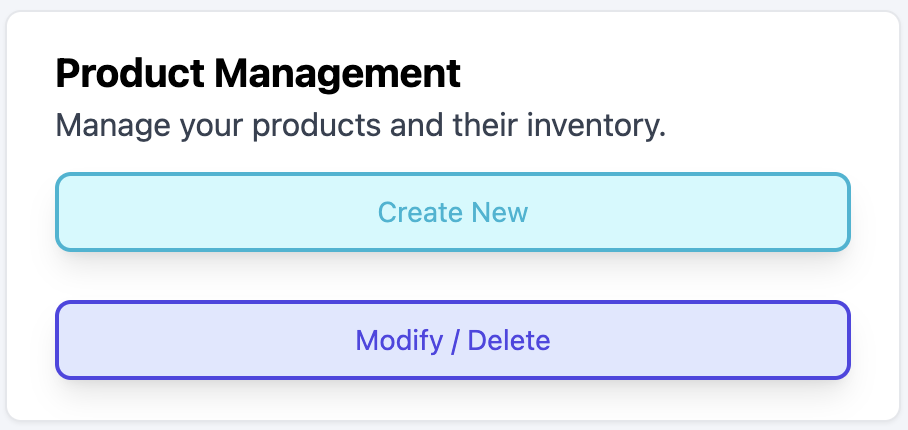 Product Management
Manage your products and their inventory.
Create New
Modify / Delete